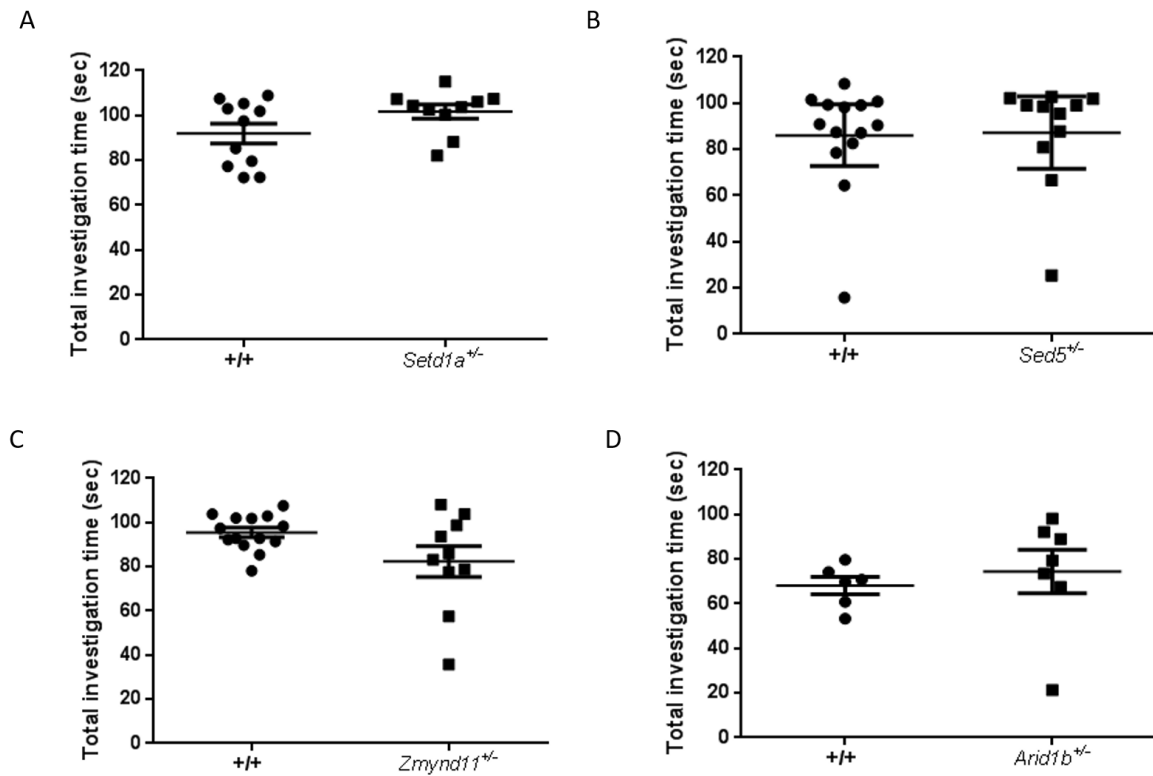 A
Total investigation time (sec)
120
100
80
60
40
20
0
+/+
Setd1a+/-
B
Total investigation time (sec)
120
100
80
60
40
20
0
+/+
Sed5+/-
C
Total investigation time (sec)
120
100
80
60
40
20
0
+/+
Zmynd11+/-
D
Total investigation time (sec)
120
100
80
60
40
20
0
+/+
Arid1b+/-